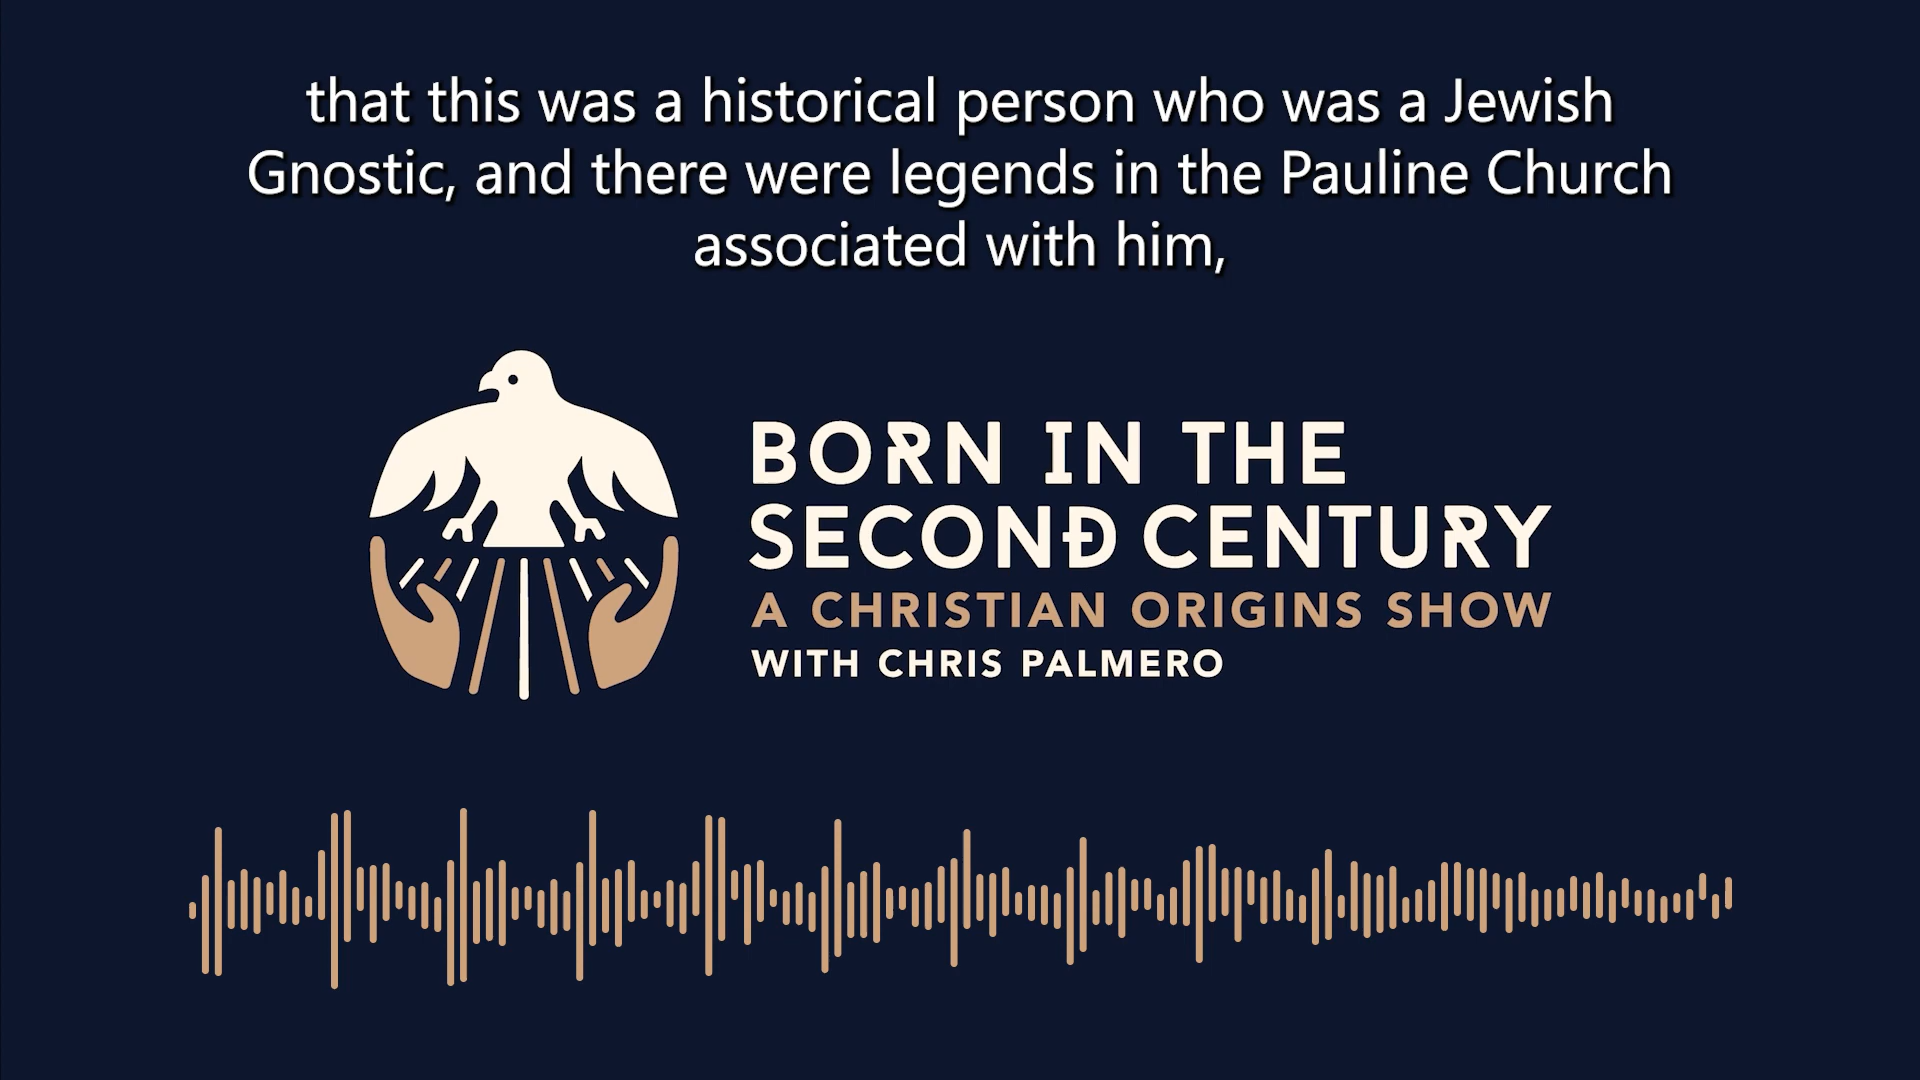 that this was a historical person who was a Jewish
Gnostic, and there were legends in the Pauline Church
associated with him,
BORN IN THE
SECOND CENTURY
A CHRISTIAN ORIGINS SHOW
WITH CHRIS PALMERO